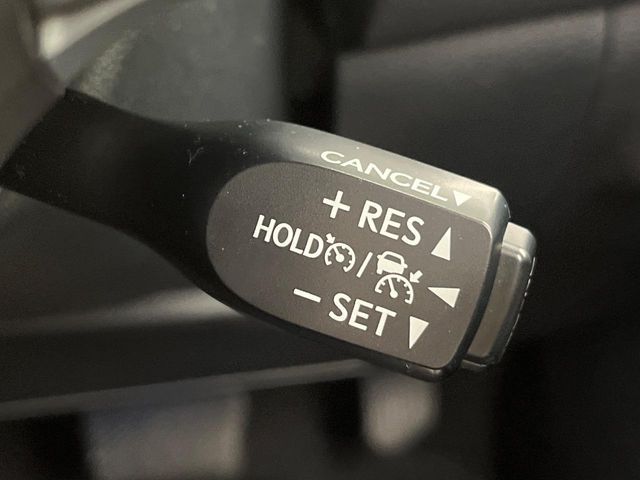 CANCEL▼
+ RES ▲
HOLD / ◀
− SET ▼